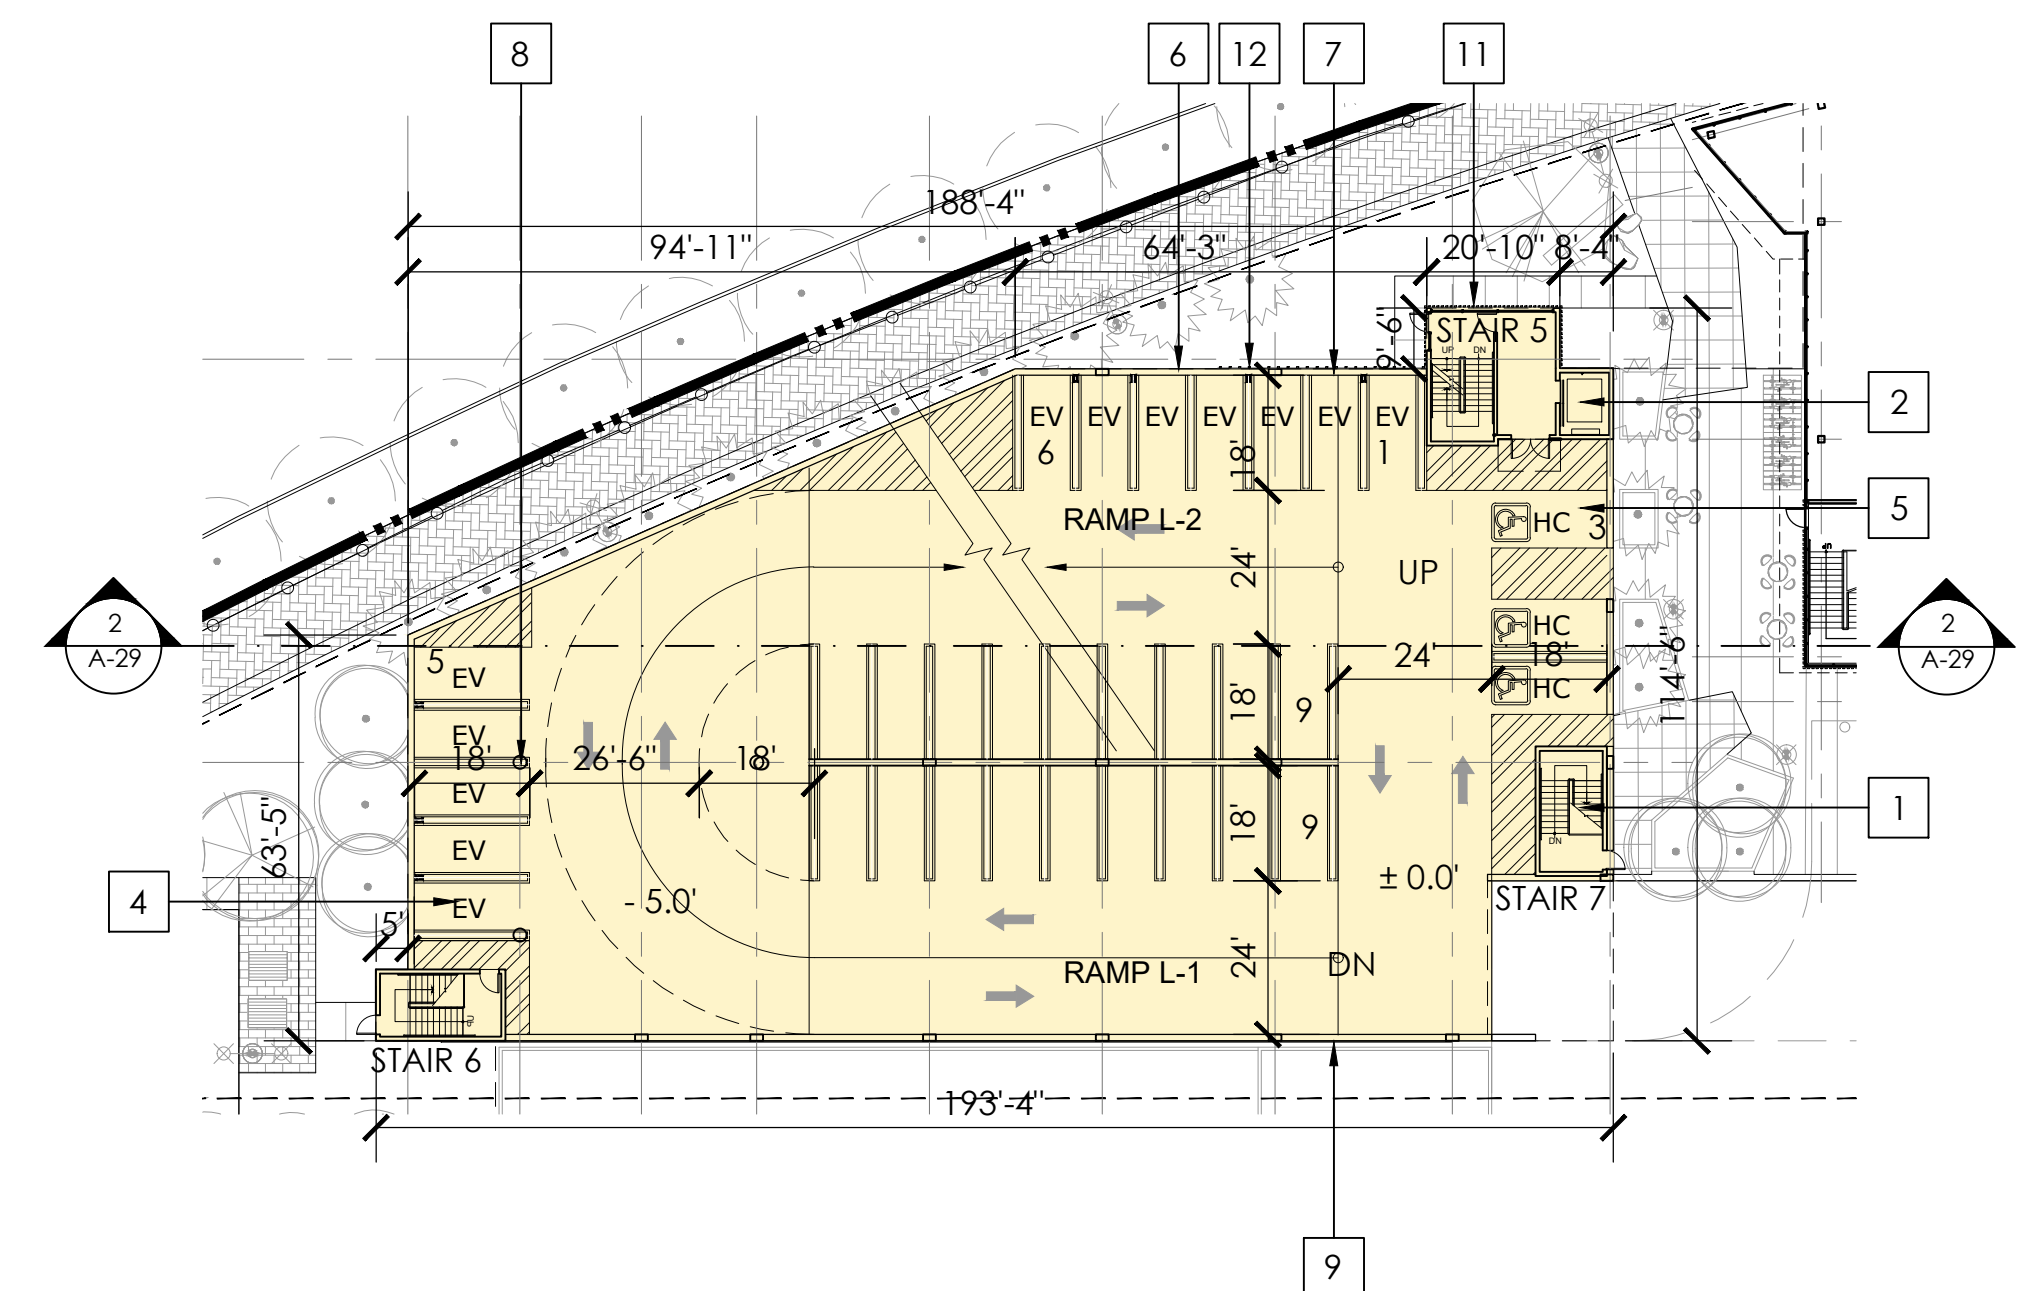 8
6
12
7
11
188'-4"
94'-11"
64'-3"
20'-10"
8'-4"
9'-6"
STAIR 5
UP
DN
2
EV
EV
EV
EV
EV
EV
EV
6
1
18'
5
RAMP L-2
HC
3
24'
UP
HC
2
A-29
2
A-29
5
EV
24'
18'
HC
114'-6"
EV
18'
9
18'
26'-6"
18'
EV
63'-5"
18'
9
1
EV
DN
UP
4
EV
- 5.0'
± 0.0'
STAIR 7
5'
24'
RAMP L-1
DN
UP
STAIR 6
193'-4"
9